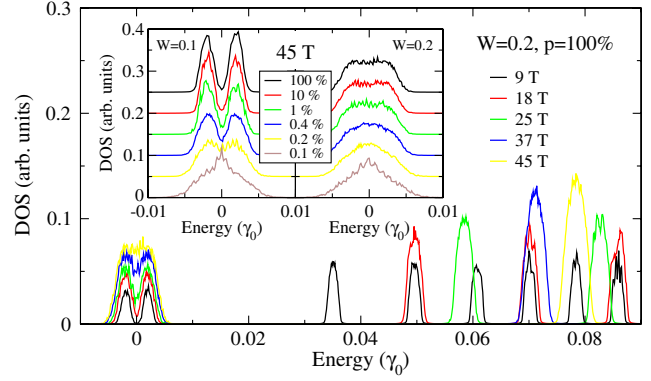 0.3
0.2
0.1
0
DOS (arb. units)
0
0.02
0.04
0.06
0.08
Energy (γ₀)
W=0.2, p=100%
9 T
18 T
25 T
37 T
45 T
0.4
0.3
0.2
0.1
0
DOS (arb. units)
W=0.1
45 T
W=0.2
100 %
10 %
1 %
0.4 %
0.2 %
0.1 %
-0.01
0
0.01
0
0.01
Energy (γ₀)
Energy (γ₀)